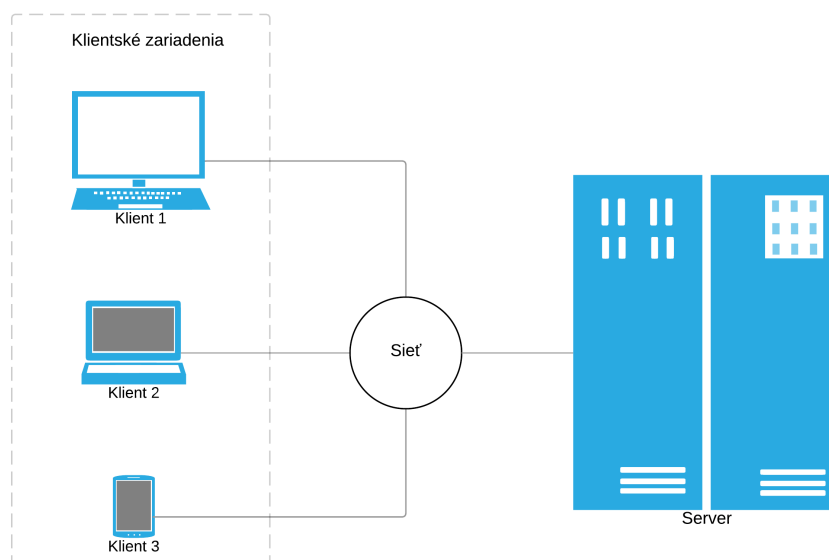 Klientské zariadenia
Klient 1
Klient 2
Klient 3
Sieť
Server